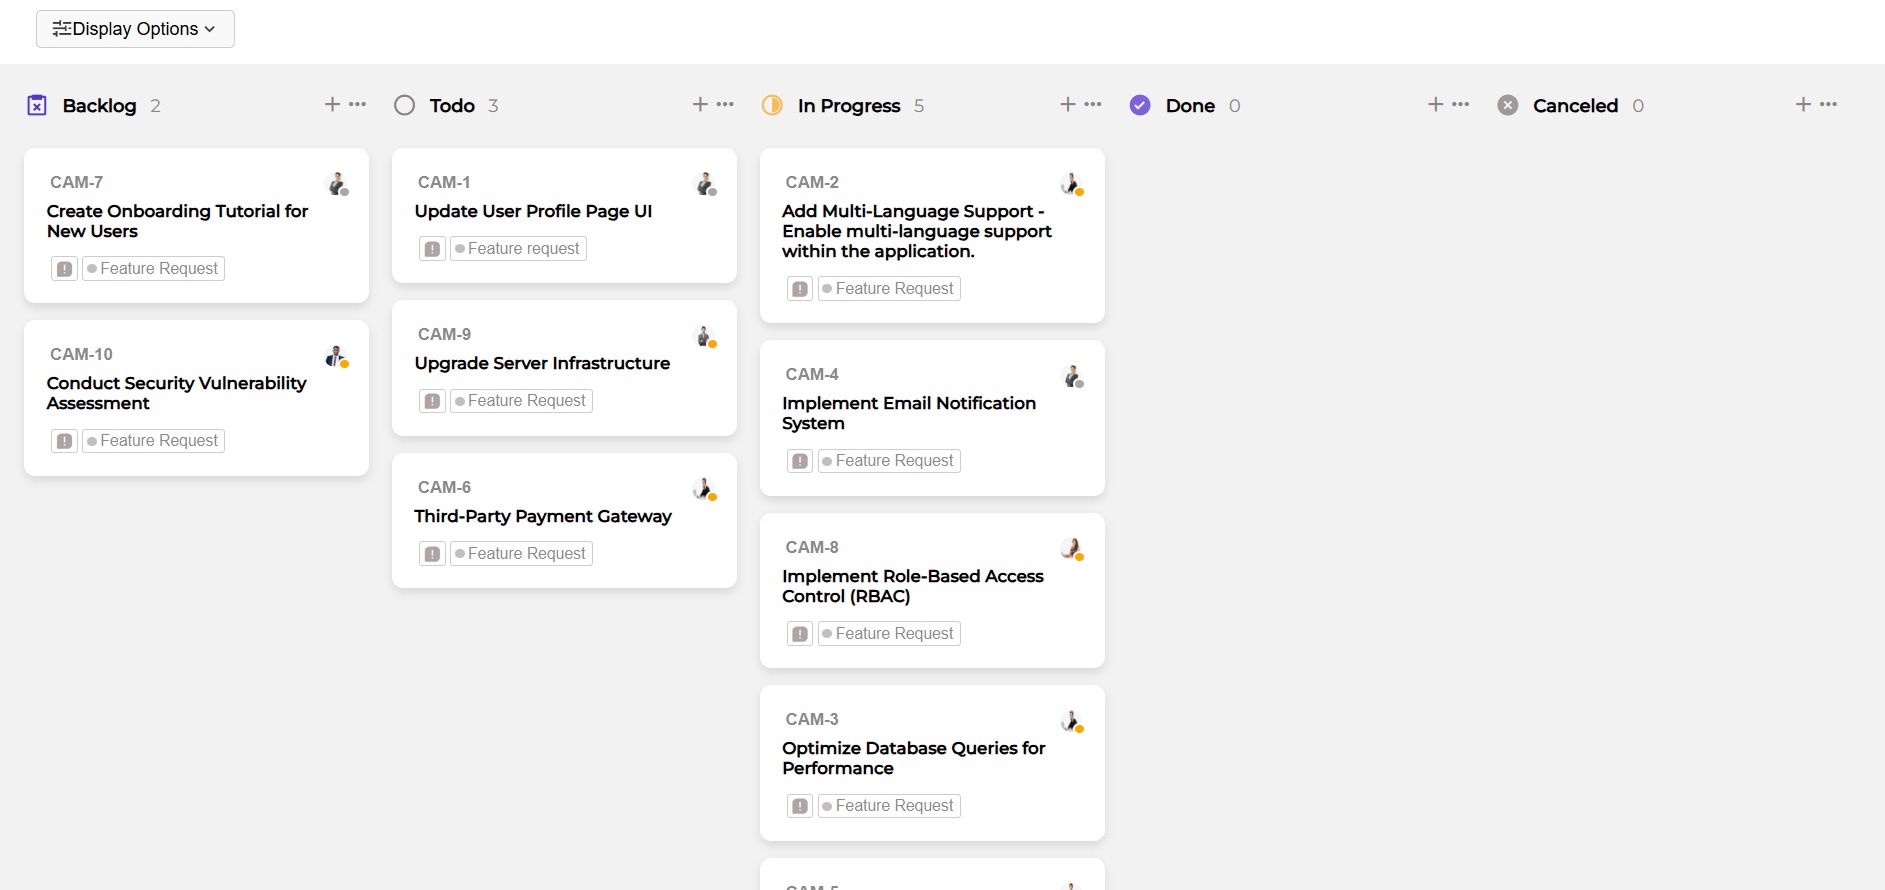 Display Options
Backlog 2
CAM-7
Create Onboarding Tutorial for
New Users
Feature Request
CAM-10
Conduct Security Vulnerability
Assessment
Feature Request
Todo 3
CAM-1
Update User Profile Page UI
Feature request
CAM-9
Upgrade Server Infrastructure
Feature Request
CAM-6
Third-Party Payment Gateway
Feature Request
In Progress 5
CAM-2
Add Multi-Language Support -
Enable multi-language support
within the application.
Feature Request
CAM-4
Implement Email Notification
System
Feature Request
CAM-8
Implement Role-Based Access
Control (RBAC)
Feature Request
CAM-3
Optimize Database Queries for
Performance
Feature Request
CAM-5
Done 0
Canceled 0